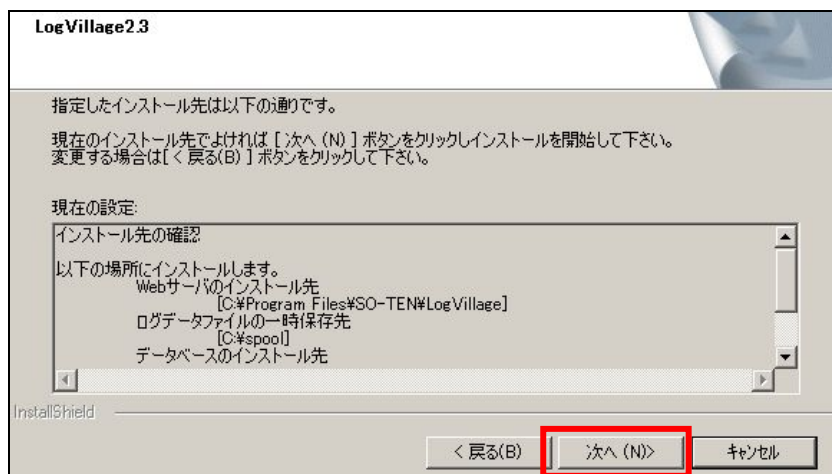 LogVillage2.3
指定したインストール先は以下の通りです。
現在のインストール先でよければ [ 次へ (N) ] ボタンをクリックしインストールを開始して下さい。
変更する場合は[ < 戻る(B) ] ボタンをクリックして下さい。
現在の設定:
インストール先の確認
以下の場所にインストールします。
Webサーバのインストール先
[C:¥Program Files¥SO-TEN¥LogVillage]
ログデータファイルの一時保存先
[C:¥spool]
データベースのインストール先
InstallShield
< 戻る(B) 次へ (N)> キャンセル